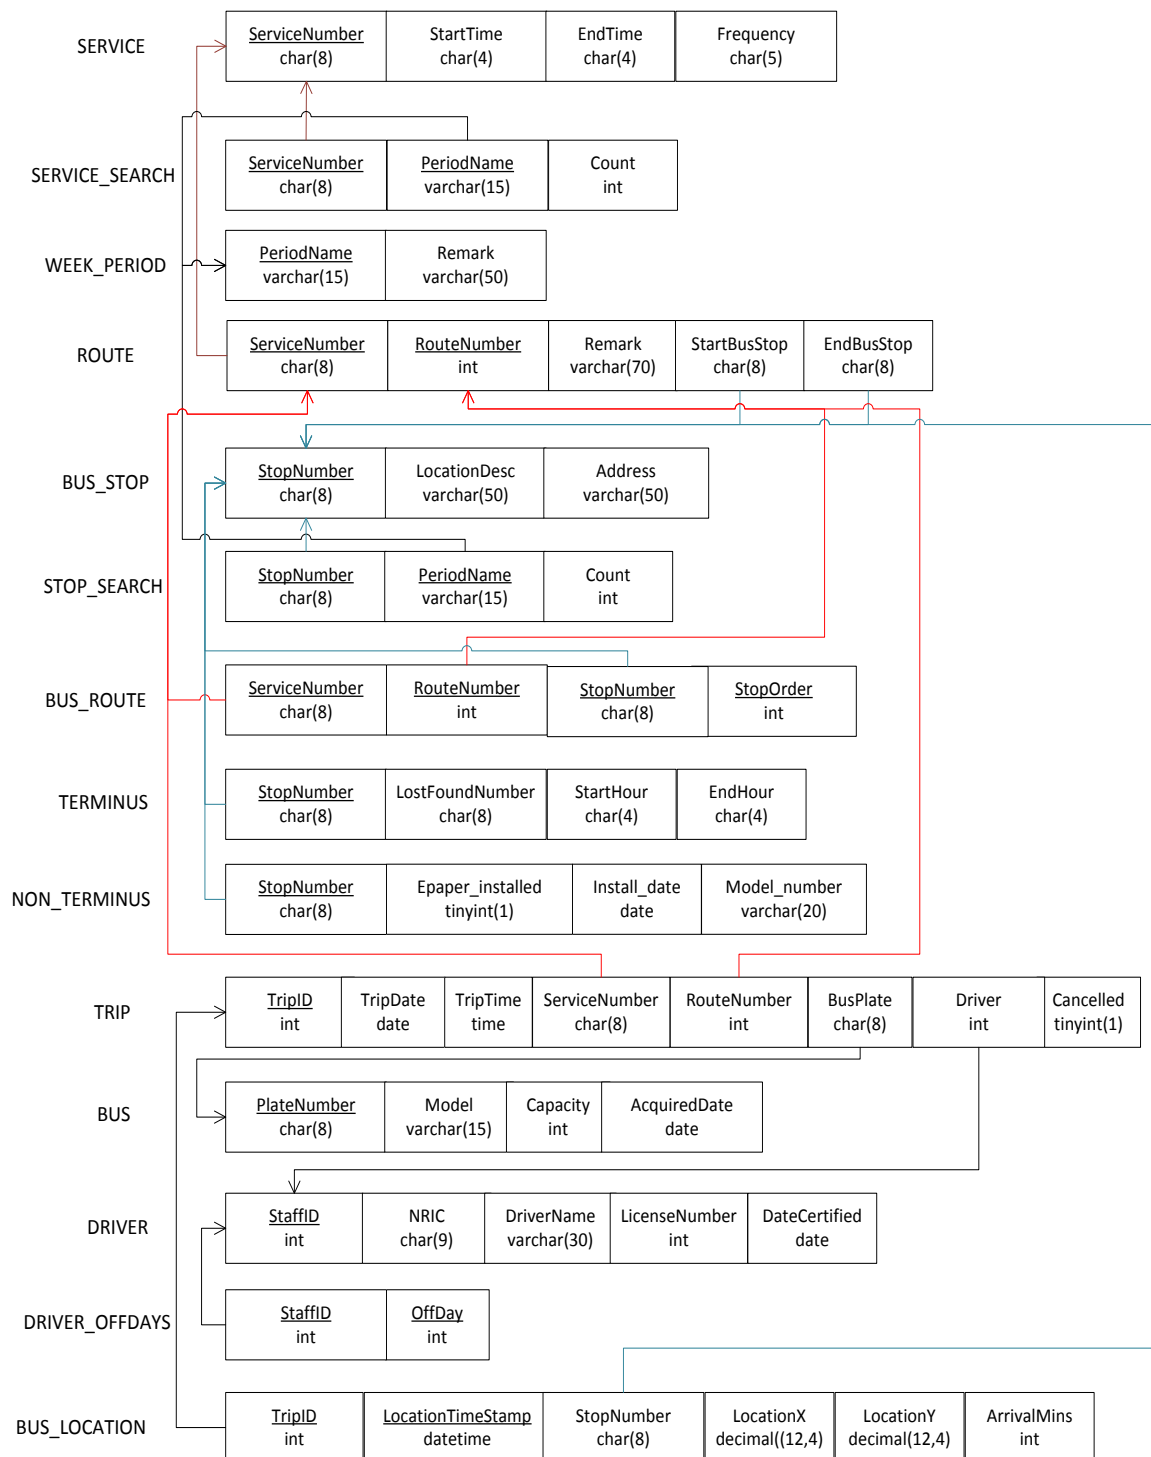 SERVICE
ServiceNumber StartTime EndTime Frequency
char(8) char(4) char(4) char(5)
SERVICE_SEARCH
ServiceNumber PeriodName Count
char(8) varchar(15) int
WEEK_PERIOD
PeriodName Remark
varchar(15) varchar(50)
ROUTE
ServiceNumber RouteNumber Remark StartBusStop EndBusStop
char(8) int varchar(70) char(8) char(8)
BUS_STOP
StopNumber LocationDesc Address
char(8) varchar(50) varchar(50)
STOP_SEARCH
StopNumber PeriodName Count
char(8) varchar(15) int
BUS_ROUTE
ServiceNumber RouteNumber StopNumber StopOrder
char(8) int char(8) int
TERMINUS
StopNumber LostFoundNumber StartHour EndHour
char(8) char(8) char(4) char(4)
NON_TERMINUS
StopNumber Epaper_installed Install_date Model_number
char(8) tinyint(1) date varchar(20)
TRIP
TripID TripDate TripTime ServiceNumber RouteNumber BusPlate Driver Cancelled
int date time char(8) int char(8) int tinyint(1)
BUS
PlateNumber Model Capacity AcquiredDate
char(8) varchar(15) int date
DRIVER
StaffID NRIC DriverName LicenseNumber DateCertified
int char(9) varchar(30) int date
DRIVER_OFFDAYS
StaffID OffDay
int int
BUS_LOCATION
TripID LocationTimeStamp StopNumber LocationX LocationY ArrivalMins
int datetime char(8) decimal((12,4) decimal(12,4) int